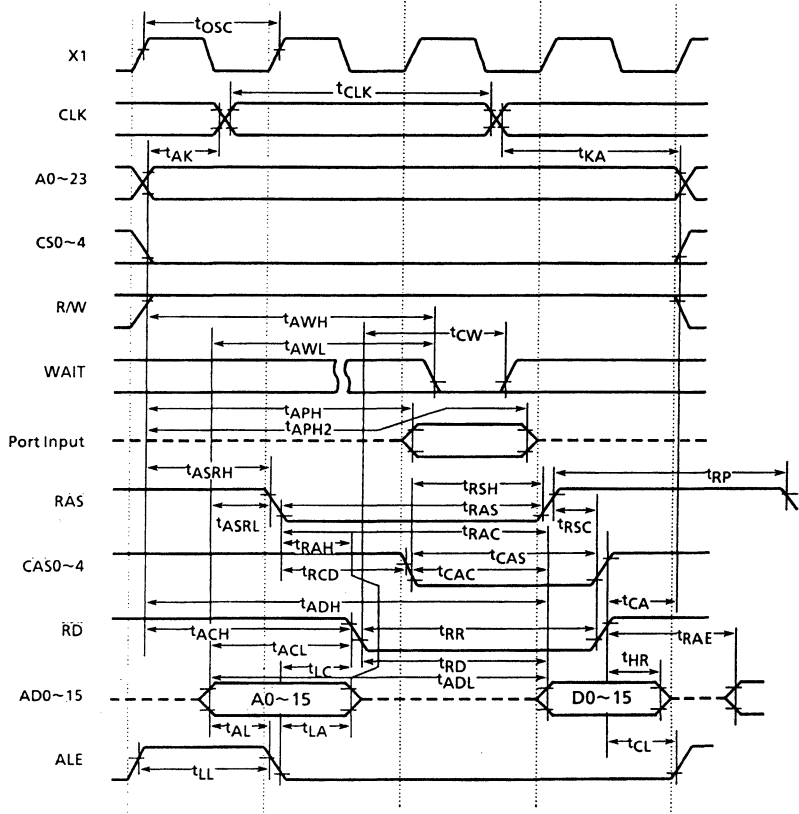 tOSC
X1
tCLK
CLK
tAK
tKA
A0~23
CS0~4
R/W
tAWH
tCW
tAWL
WAIT
tAPH
tAPH2
Port Input
tASRH
tRP
tRSH
RAS
tRAS
tASRL
tRSC
tRAC
tRAH
tCAS
CAS0~4
tRCD
tCAC
tADH
tCA
RD
tACH
tRR
tRAE
tACL
tLC
tRD
tHR
tADL
AD0~15
A0~15
D0~15
tAL
tLA
tCL
ALE
tLL